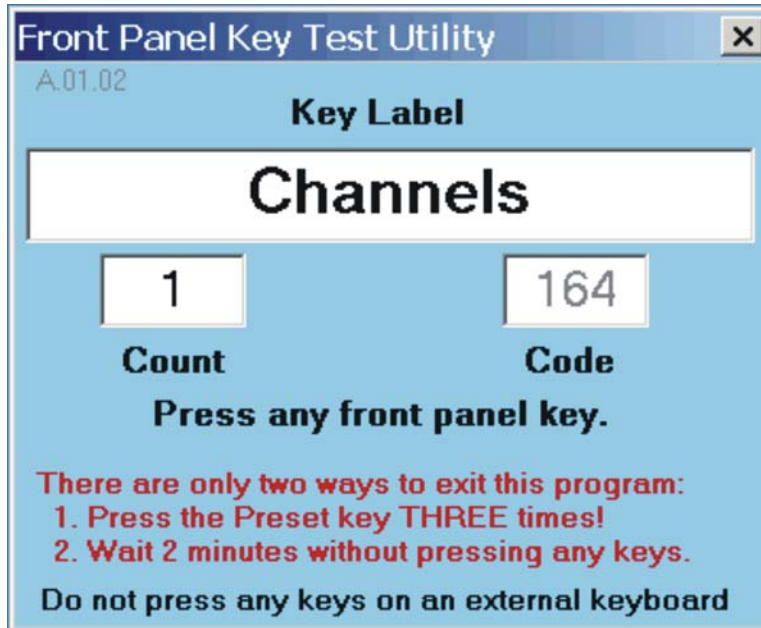 Front Panel Key Test Utility
A.01.02
Key Label
Channels
1 164
Count Code
Press any front panel key.
There are only two ways to exit this program:
1. Press the Preset key THREE times!
2. Wait 2 minutes without pressing any keys.
Do not press any keys on an external keyboard